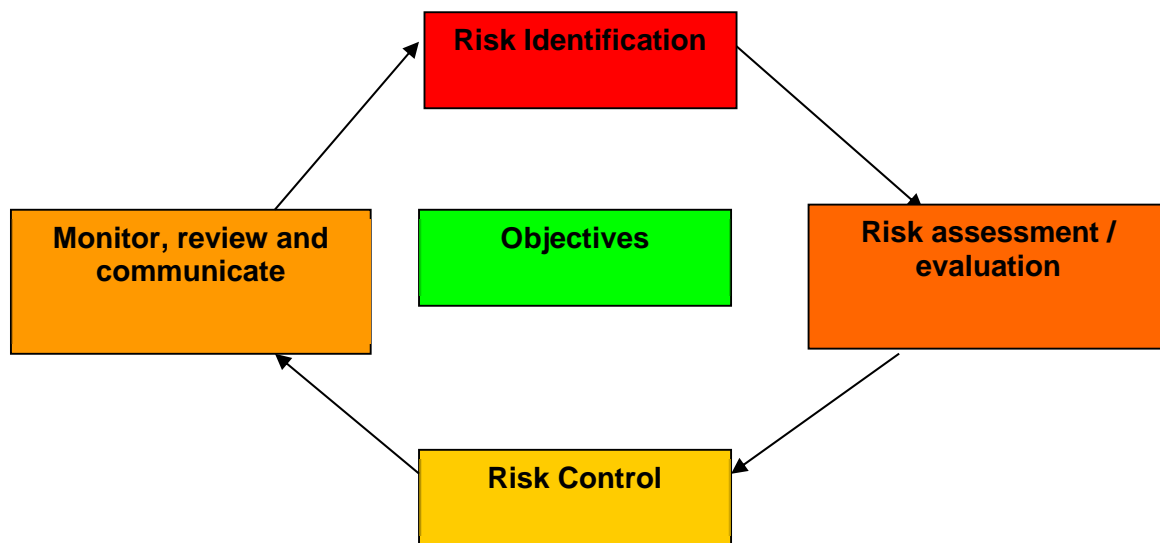 Risk Identification
Monitor, review and
communicate
Objectives
Risk assessment /
evaluation
Risk Control